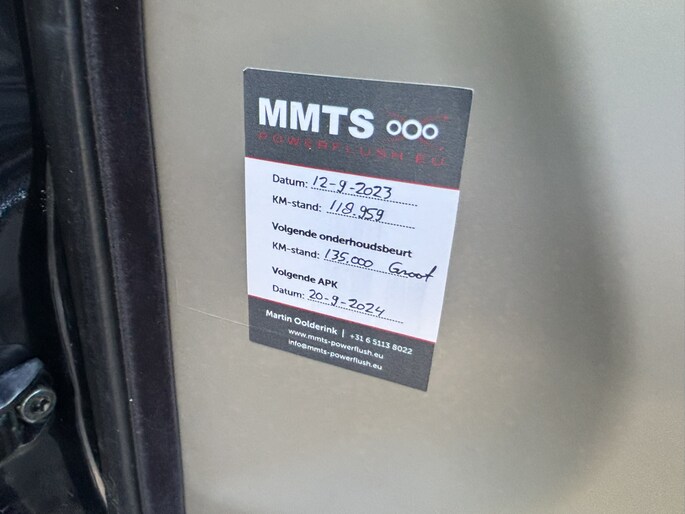 MMTS
POWERFLUSH.EU
Datum: 12-9-2023
KM-stand: 118.959
Volgende onderhoudsbeurt
KM-stand: 135.000 Groot
Volgende APK
Datum: 20-9-2024
Martin Oolderink | +31 6 5113 8022
www.mmts-powerflush.eu
info@mmts-powerflush.eu